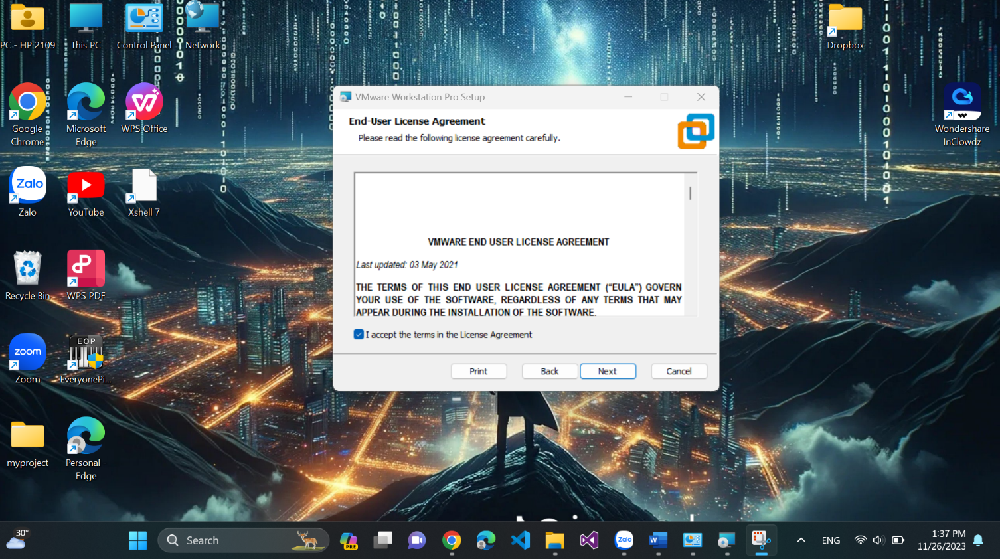 PC - HP 2109
This PC
Control Panel
Network
Dropbox
Google
Chrome
Microsoft
Edge
WPS Office
Wondershare
InClowdz
Zalo
Zalo
YouTube
Xshell 7
Recycle Bin
WPS PDF
zoom
Zoom
EOP
EveryonePi...
myproject
Personal -
Edge
VMware Workstation Pro Setup
End-User License Agreement
Please read the following license agreement carefully.
VMWARE END USER LICENSE AGREEMENT
Last updated: 03 May 2021
THE TERMS OF THIS END USER LICENSE AGREEMENT (“EULA”) GOVERN
YOUR USE OF THE SOFTWARE, REGARDLESS OF ANY TERMS THAT MAY
APPEAR DURING THE INSTALLATION OF THE SOFTWARE.
I accept the terms in the License Agreement
Print
Back
Next
Cancel
30°
Search
PRE
Zalo
W
ENG
1:37 PM
11/26/2023